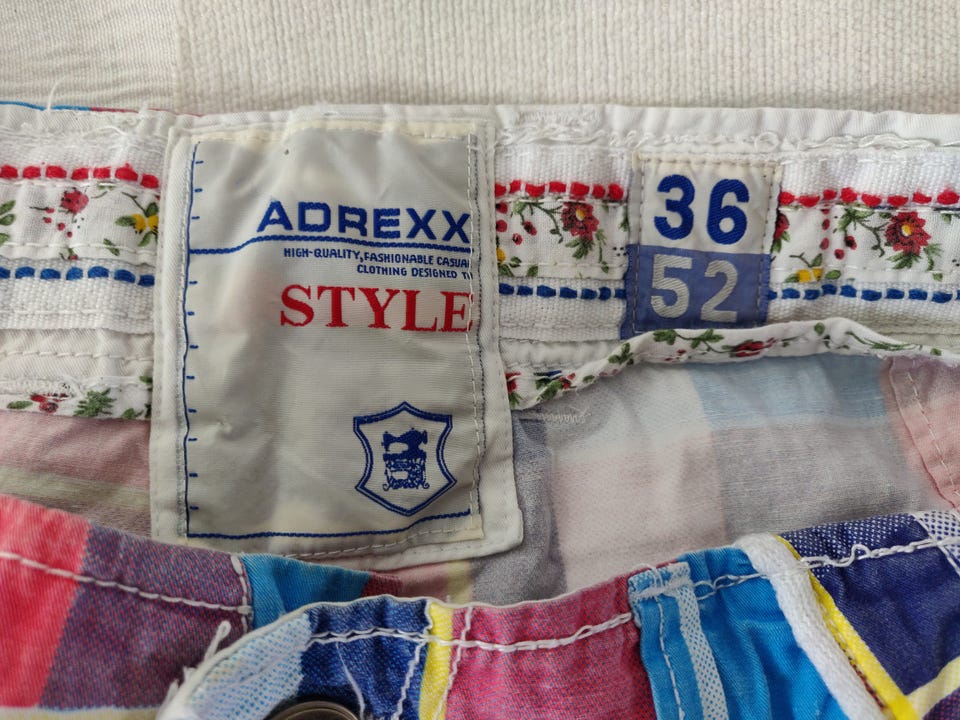 ADREXX
HIGH-QUALITY, FASHIONABLE CASUAL
CLOTHING DESIGNED
STYLE
36
52